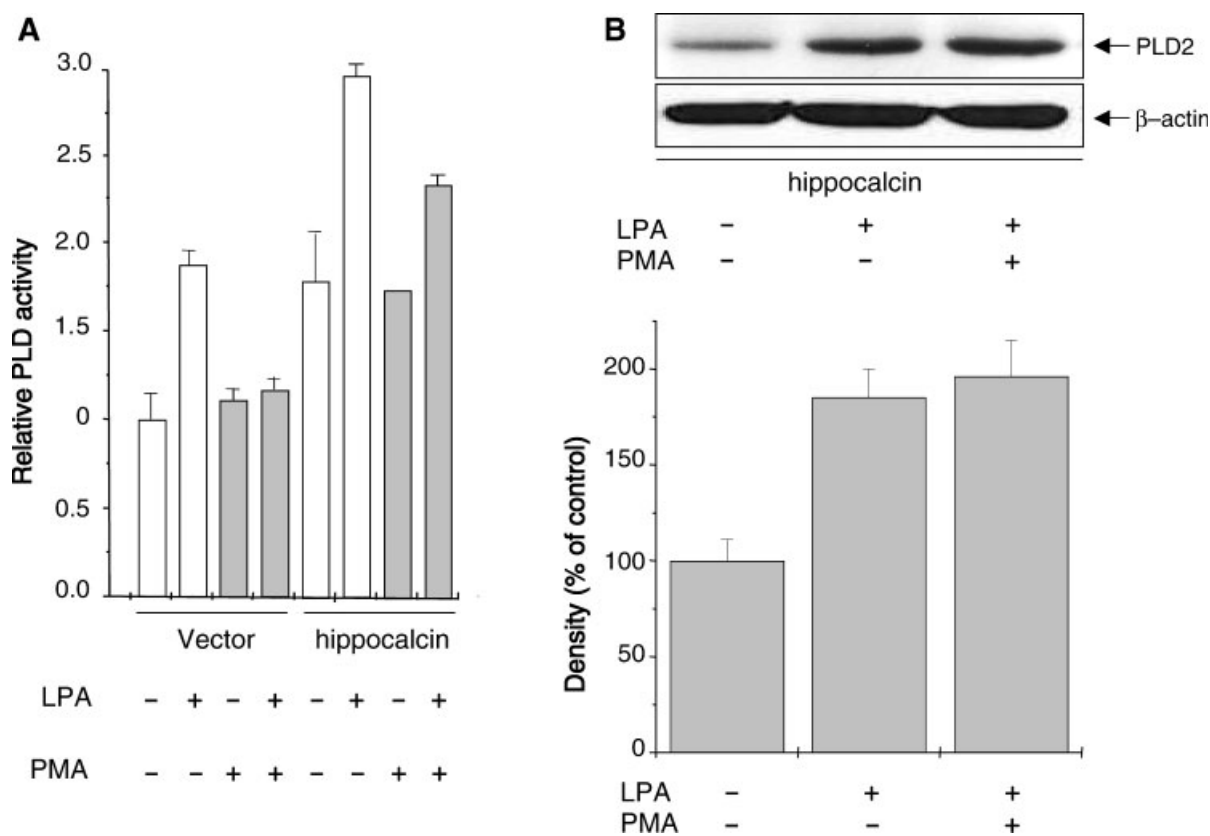 A
3.0
2.5
2.0
1.5
0
0.5
0.0
Relative PLD activity
Vector hippocalcin
LPA − + − + − + − +
PMA − − + + − − + +
B
PLD2
β–actin
hippocalcin
LPA − + +
PMA − − +
200
150
100
50
0
Density (% of control)
LPA − + +
PMA − − +